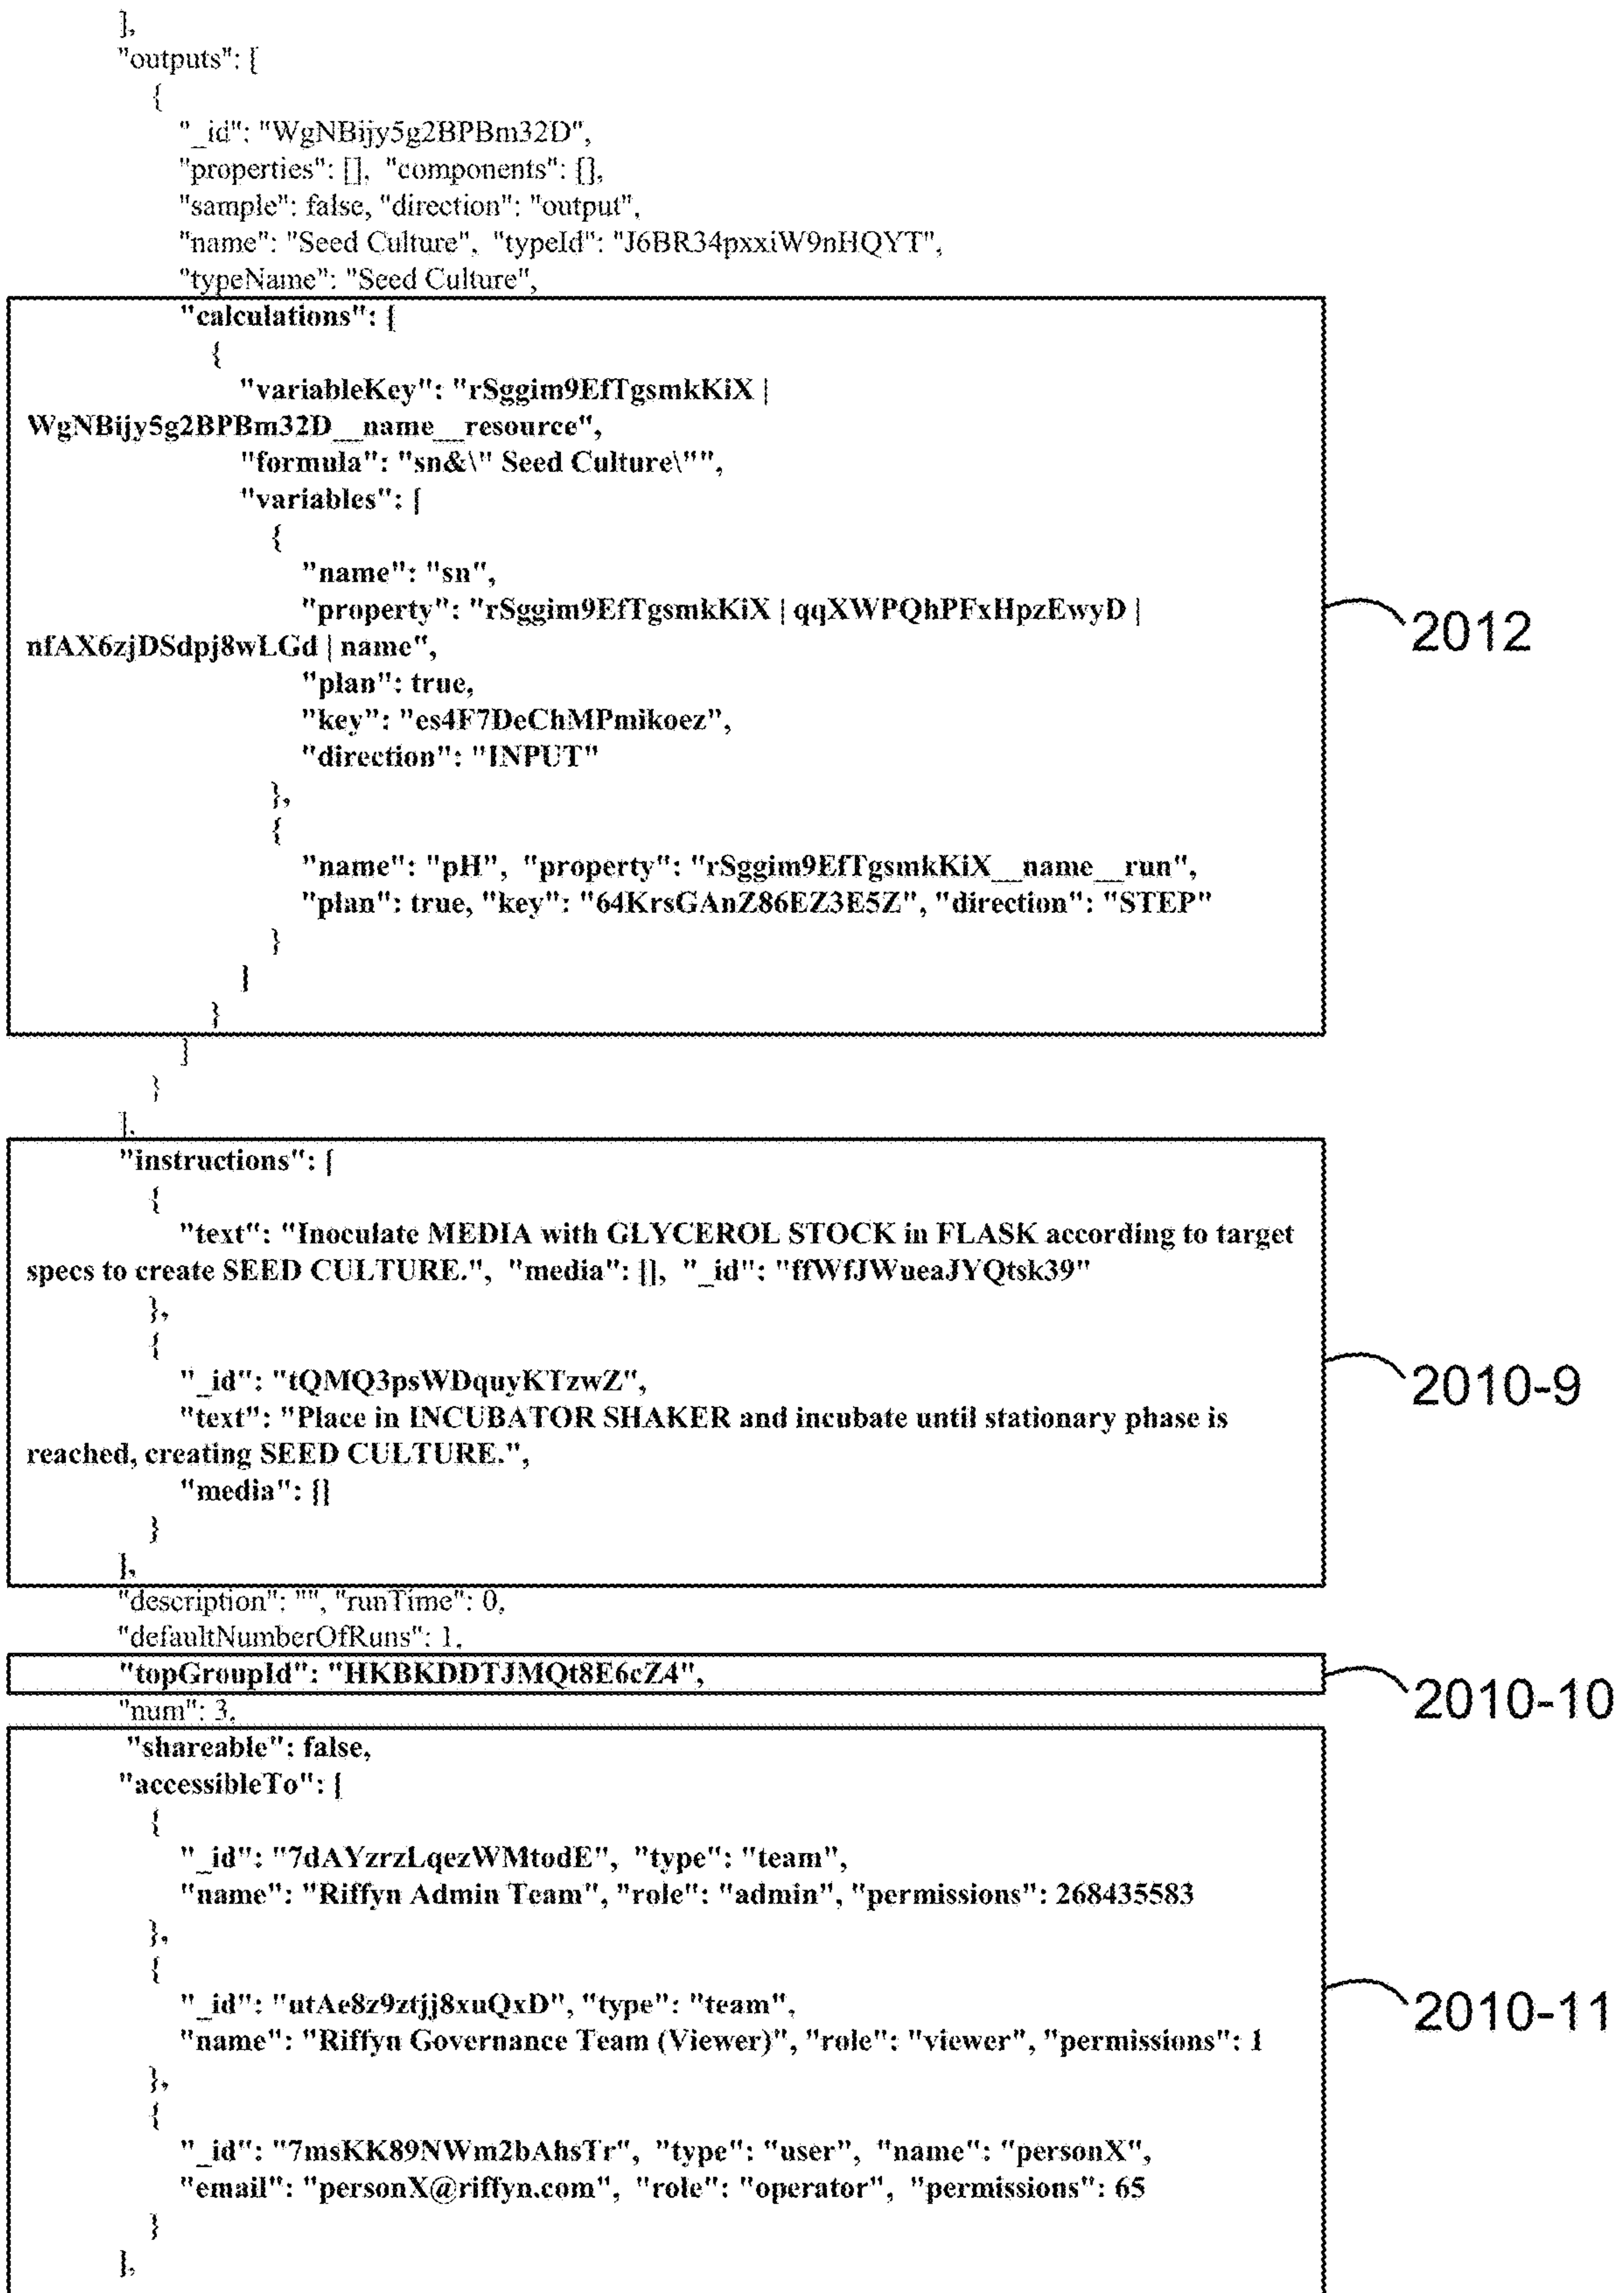 ],
"outputs": [
{
"_id": "WgNBijy5g2BPBm32D",
"properties": [], "components": [],
"sample": false, "direction": "output",
"name": "Seed Culture", "typeId": "J6BR34pxxiW9nHQYT",
"typeName": "Seed Culture",
"calculations": [
{
"variableKey": "rSggim9EfTgsmkKiX |
WgNBijy5g2BPBm32D__name__resource",
"formula": "sn&\" Seed Culture\"",
"variables": [
{
"name": "sn",
"property": "rSggim9EfTgsmkKiX | qqXWPQhPFxHpzEwyD |
nfAX6zjDSdpj8wLGd | name",
"plan": true,
"key": "es4F7DeChMPmikoez",
"direction": "INPUT"
},
{
"name": "pH", "property": "rSggim9EfTgsmkKiX__name__run",
"plan": true, "key": "64KrsGAnZ86EZ3E5Z", "direction": "STEP"
}
]
}
2012
]
}
],
"instructions": [
{
"text": "Inoculate MEDIA with GLYCEROL STOCK in FLASK according to target
specs to create SEED CULTURE.", "media": [], "_id": "ffWfJWueaJYQtsk39"
},
{
"_id": "tQMQ3psWDquyKTzwZ",
"text": "Place in INCUBATOR SHAKER and incubate until stationary phase is
reached, creating SEED CULTURE.",
"media": []
}
],
2010-9
"description": "", "runTime": 0,
"defaultNumberOfRuns": 1,
"topGroupId": "HKBKDDTJMQt8E6cZ4",
2010-10
"num": 3,
"shareable": false,
"accessibleTo": [
{
"_id": "7dAYzrzLqezWMtodE", "type": "team",
"name": "Riffyn Admin Team", "role": "admin", "permissions": 268435583
},
{
"_id": "utAe8z9ztjj8xuQxD", "type": "team",
"name": "Riffyn Governance Team (Viewer)", "role": "viewer", "permissions": 1
},
{
"_id": "7msKK89NWm2bAhsTr", "type": "user", "name": "personX",
"email": "personX@riffyn.com", "role": "operator", "permissions": 65
}
],
2010-11